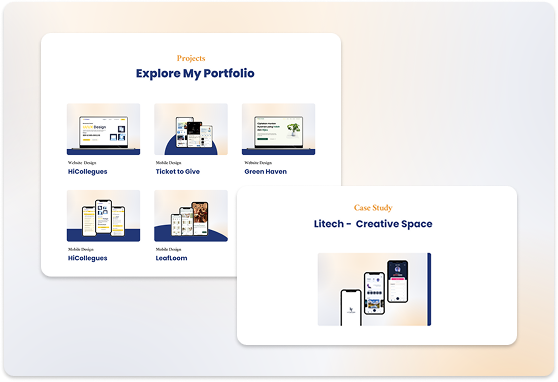 Projects
Explore My Portfolio
Website Design
HiCollegues
Mobile Design
Ticket to Give
Website Design
Green Haven
Mobile Design
HiCollegues
Mobile Design
LeafLoom
Case Study
Litech - Creative Space